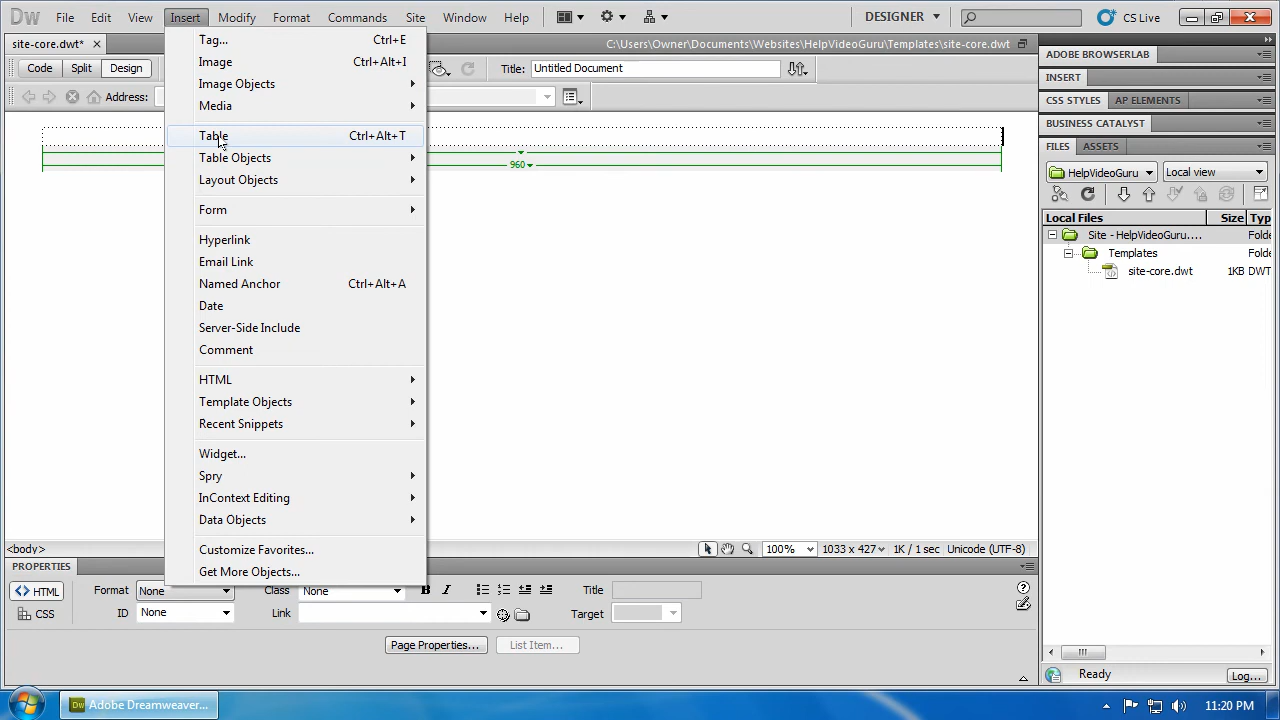 Dw File Edit View Insert Modify Format Commands Site Window Help DESIGNER CS Live
site-core.dwt* C:\Users\Owner\Documents\Websites\HelpVideoGuru\Templates\site-core.dwt
Code Split Design Title: Untitled Document
Address:
Tag... Ctrl+E
Image Ctrl+Alt+I
Image Objects
Media
Table Ctrl+Alt+T
Table Objects
Layout Objects
Form
Hyperlink
Email Link
Named Anchor Ctrl+Alt+A
Date
Server-Side Include
Comment
HTML
Template Objects
Recent Snippets
Widget...
Spry
InContext Editing
Data Objects
Customize Favorites...
Get More Objects...
960
ADOBE BROWSERLAB
INSERT
CSS STYLES AP ELEMENTS
BUSINESS CATALYST
FILES ASSETS
HelpVideoGuru Local view
Local Files Size Typ
Site - HelpVideoGuru.... Folde
Templates Folde
site-core.dwt 1KB DWT
Ready Log...
<body> 100% 1033 x 427 1K / 1 sec Unicode (UTF-8)
PROPERTIES
<> HTML Format None Class None B I Title
CSS ID None Link Target
Page Properties... List Item...
Dw Adobe Dreamweaver... 11:20 PM